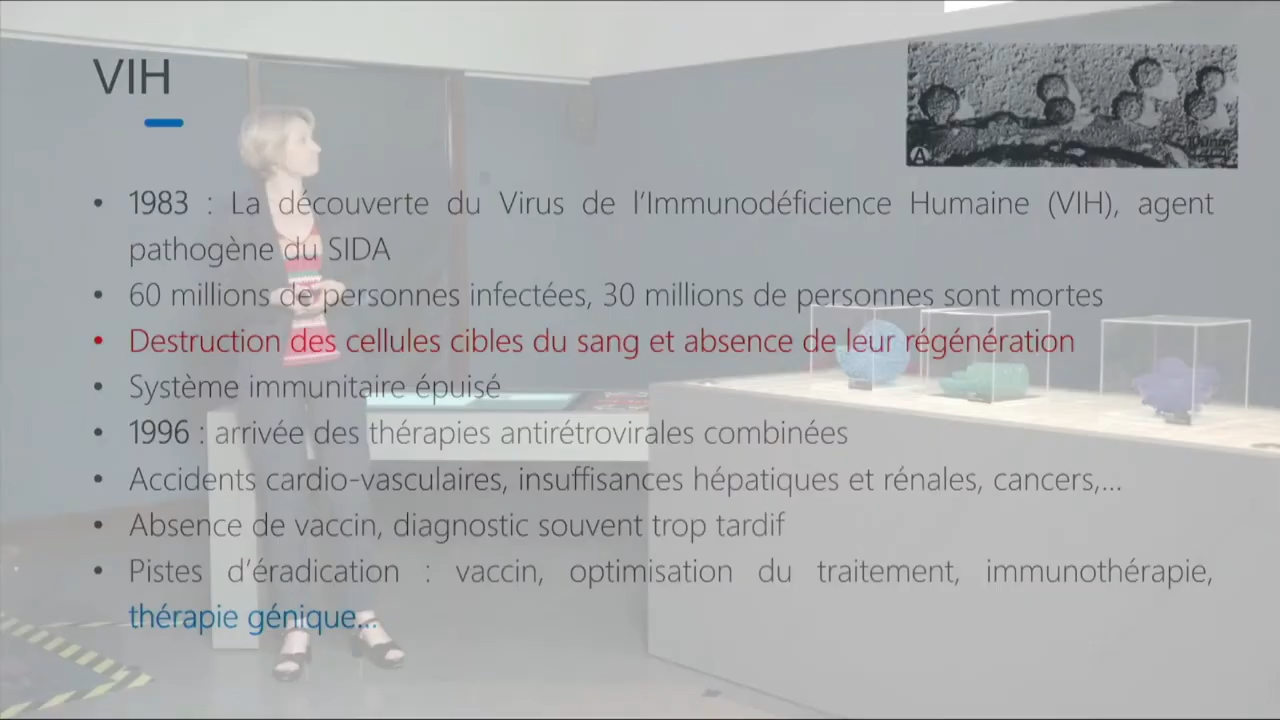 VIH
A
• 1983 : La découverte du Virus de l’Immunodéficience Humaine (VIH), agent
pathogène du SIDA
• 60 millions de personnes infectées, 30 millions de personnes sont mortes
• Destruction des cellules cibles du sang et absence de leur régénération
• Système immunitaire épuisé
• 1996 : arrivée des thérapies antirétrovirales combinées
• Accidents cardio-vasculaires, insuffisances hépatiques et rénales, cancers,...
• Absence de vaccin, diagnostic souvent trop tardif
• Pistes d’éradication : vaccin, optimisation du traitement, immunothérapie,
thérapie génique...